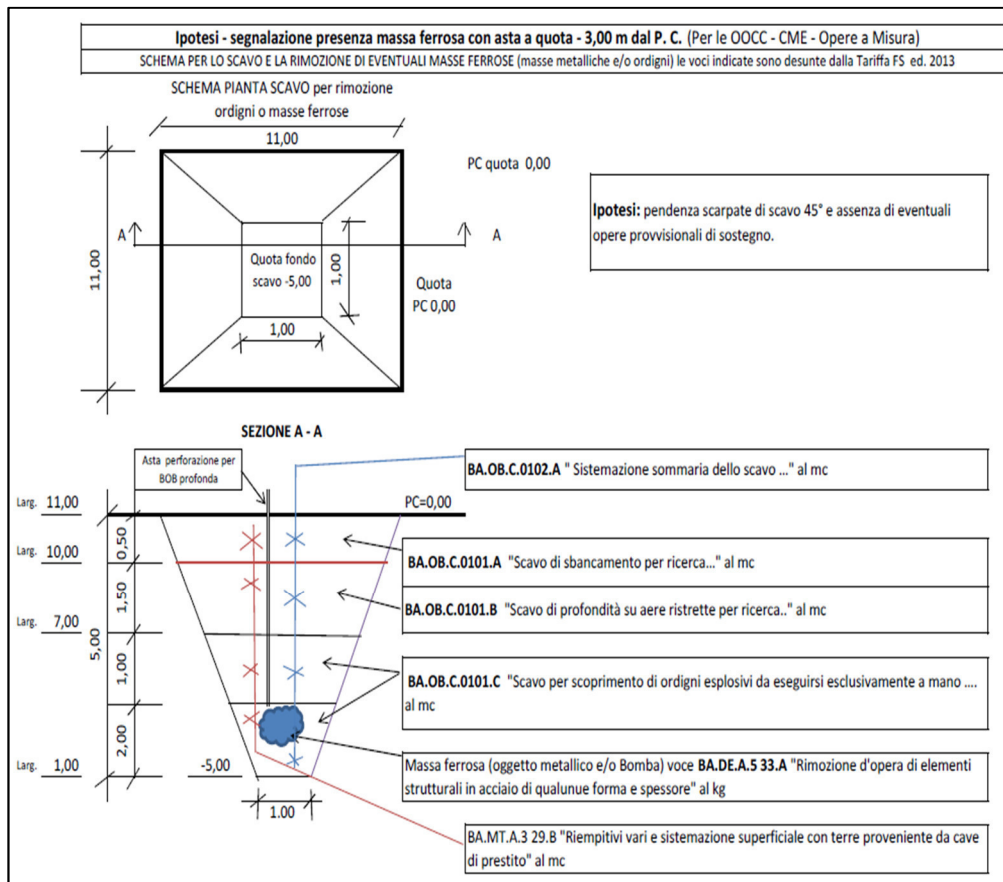 Ipotesi - segnalazione presenza massa ferrosa con asta a quota - 3,00 m dal P. C. (Per le OOCC - CME - Opere a Misura)
SCHEMA PER LO SCAVO E LA RIMOZIONE DI EVENTUALI MASSE FERROSE (masse metalliche e/o ordigni) le voci indicate sono desunte dalla Tariffa FS ed. 2013
SCHEMA PIANTA SCAVO per rimozione
ordigni o masse ferrose
11,00
PC quota 0,00
Ipotesi: pendenza scarpate di scavo 45° e assenza di eventuali
opere provvisionali di sostegno.
A
A
11,00
Quota fondo
scavo -5,00
1,00
Quota
PC 0,00
1,00
SEZIONE A - A
Asta perforazione per
BOB profonda
BA.OB.C.0102.A " Sistemazione sommaria dello scavo ..." al mc
Larg. 11,00
PC=0,00
0,50
Larg. 10,00
BA.OB.C.0101.A "Scavo di sbancamento per ricerca..." al mc
1,50
BA.OB.C.0101.B "Scavo di profondità su aere ristrette per ricerca.." al mc
Larg. 7,00
5,00
1,00
BA.OB.C.0101.C "Scavo per scoprimento di ordigni esplosivi da eseguirsi esclusivamente a mano ....
al mc
2,00
Massa ferrosa (oggetto metallico e/o Bomba) voce BA.DE.A.5 33.A "Rimozione d'opera di elementi
strutturali in acciaio di qualunue forma e spessore" al kg
Larg. 1,00
-5,00
1.00
BA.MT.A.3 29.B "Riempitivi vari e sistemazione superficiale con terre proveniente da cave
di prestito" al mc